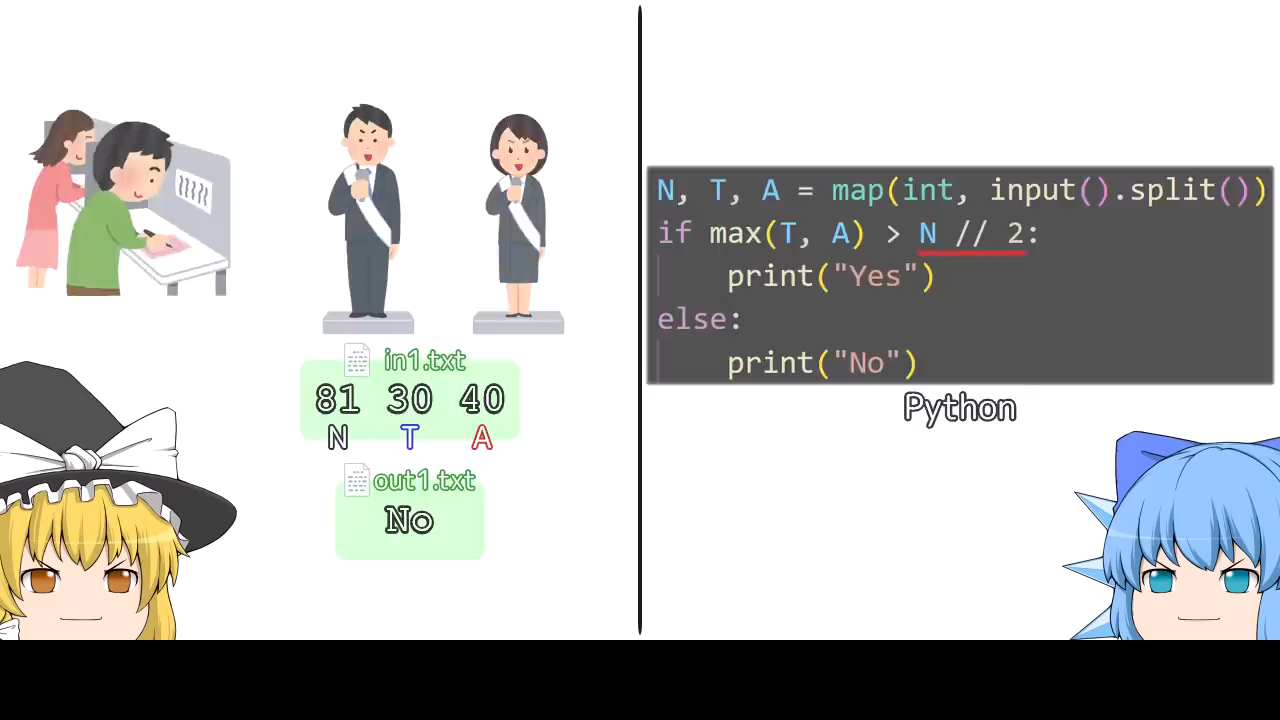 in1.txt
81 30 40
N T A
out1.txt
No
N, T, A = map(int, input().split())
if max(T, A) > N // 2:
    print("Yes")
else:
    print("No")
Python